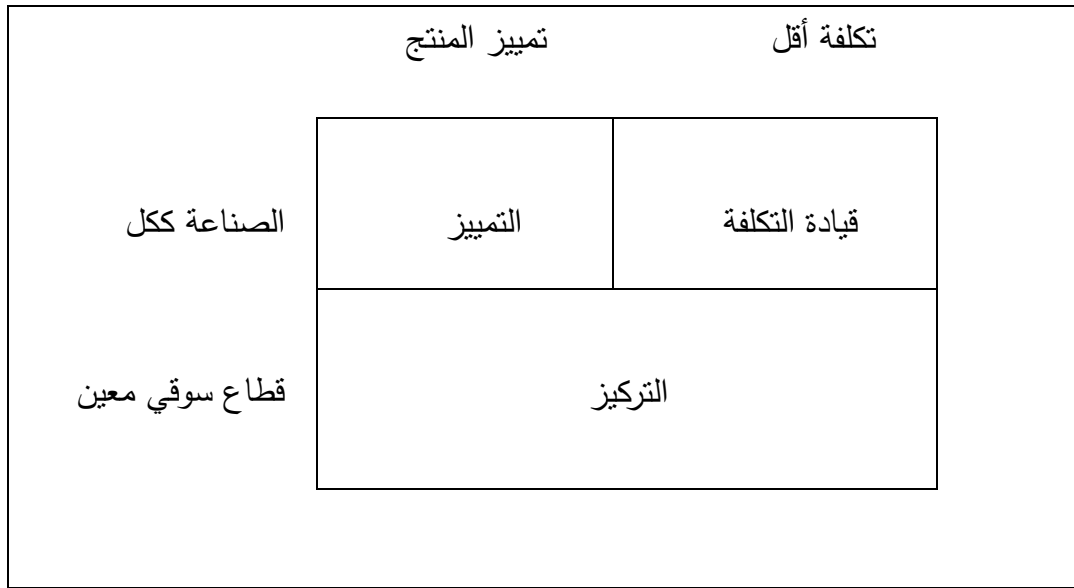 تكلفة أقل
تمييز المنتج
قيادة التكلفة
التمييز
الصناعة ككل
التركيز
قطاع سوقي معين